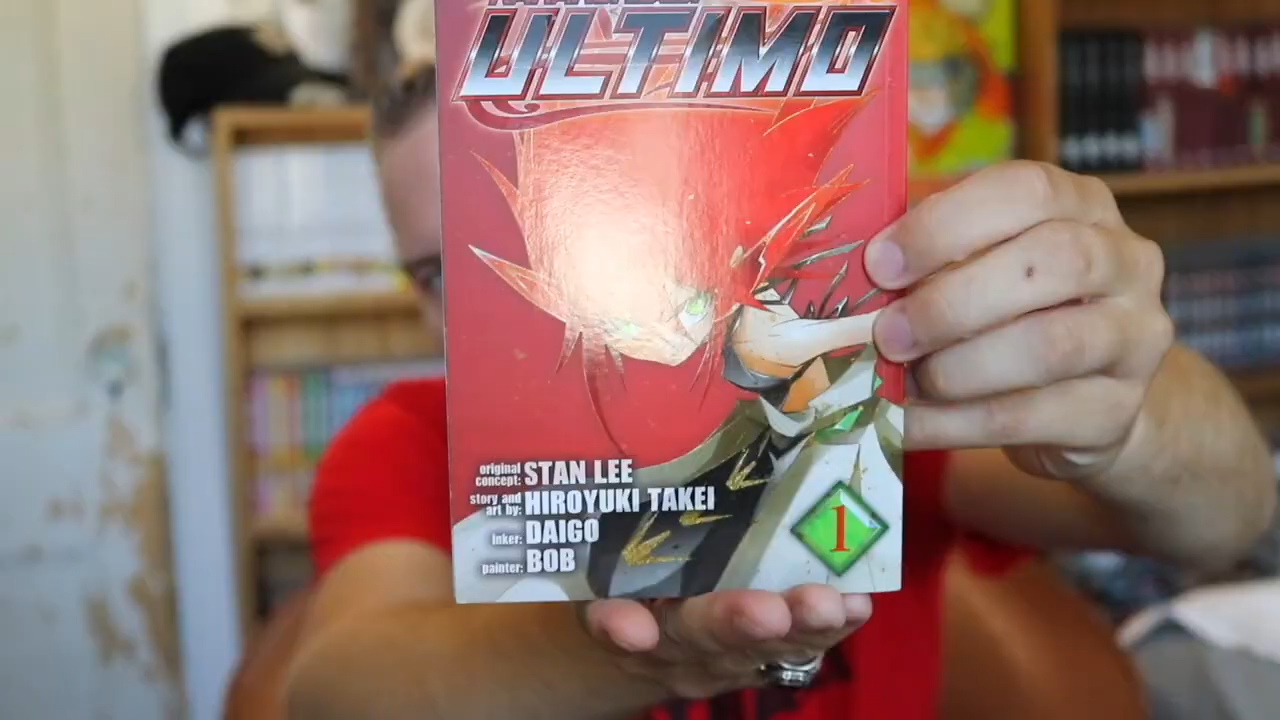 ULTIMO
original concept: STAN LEE
story and art by: HIROYUKI TAKEI
inker: DAIGO
painter: BOB
1